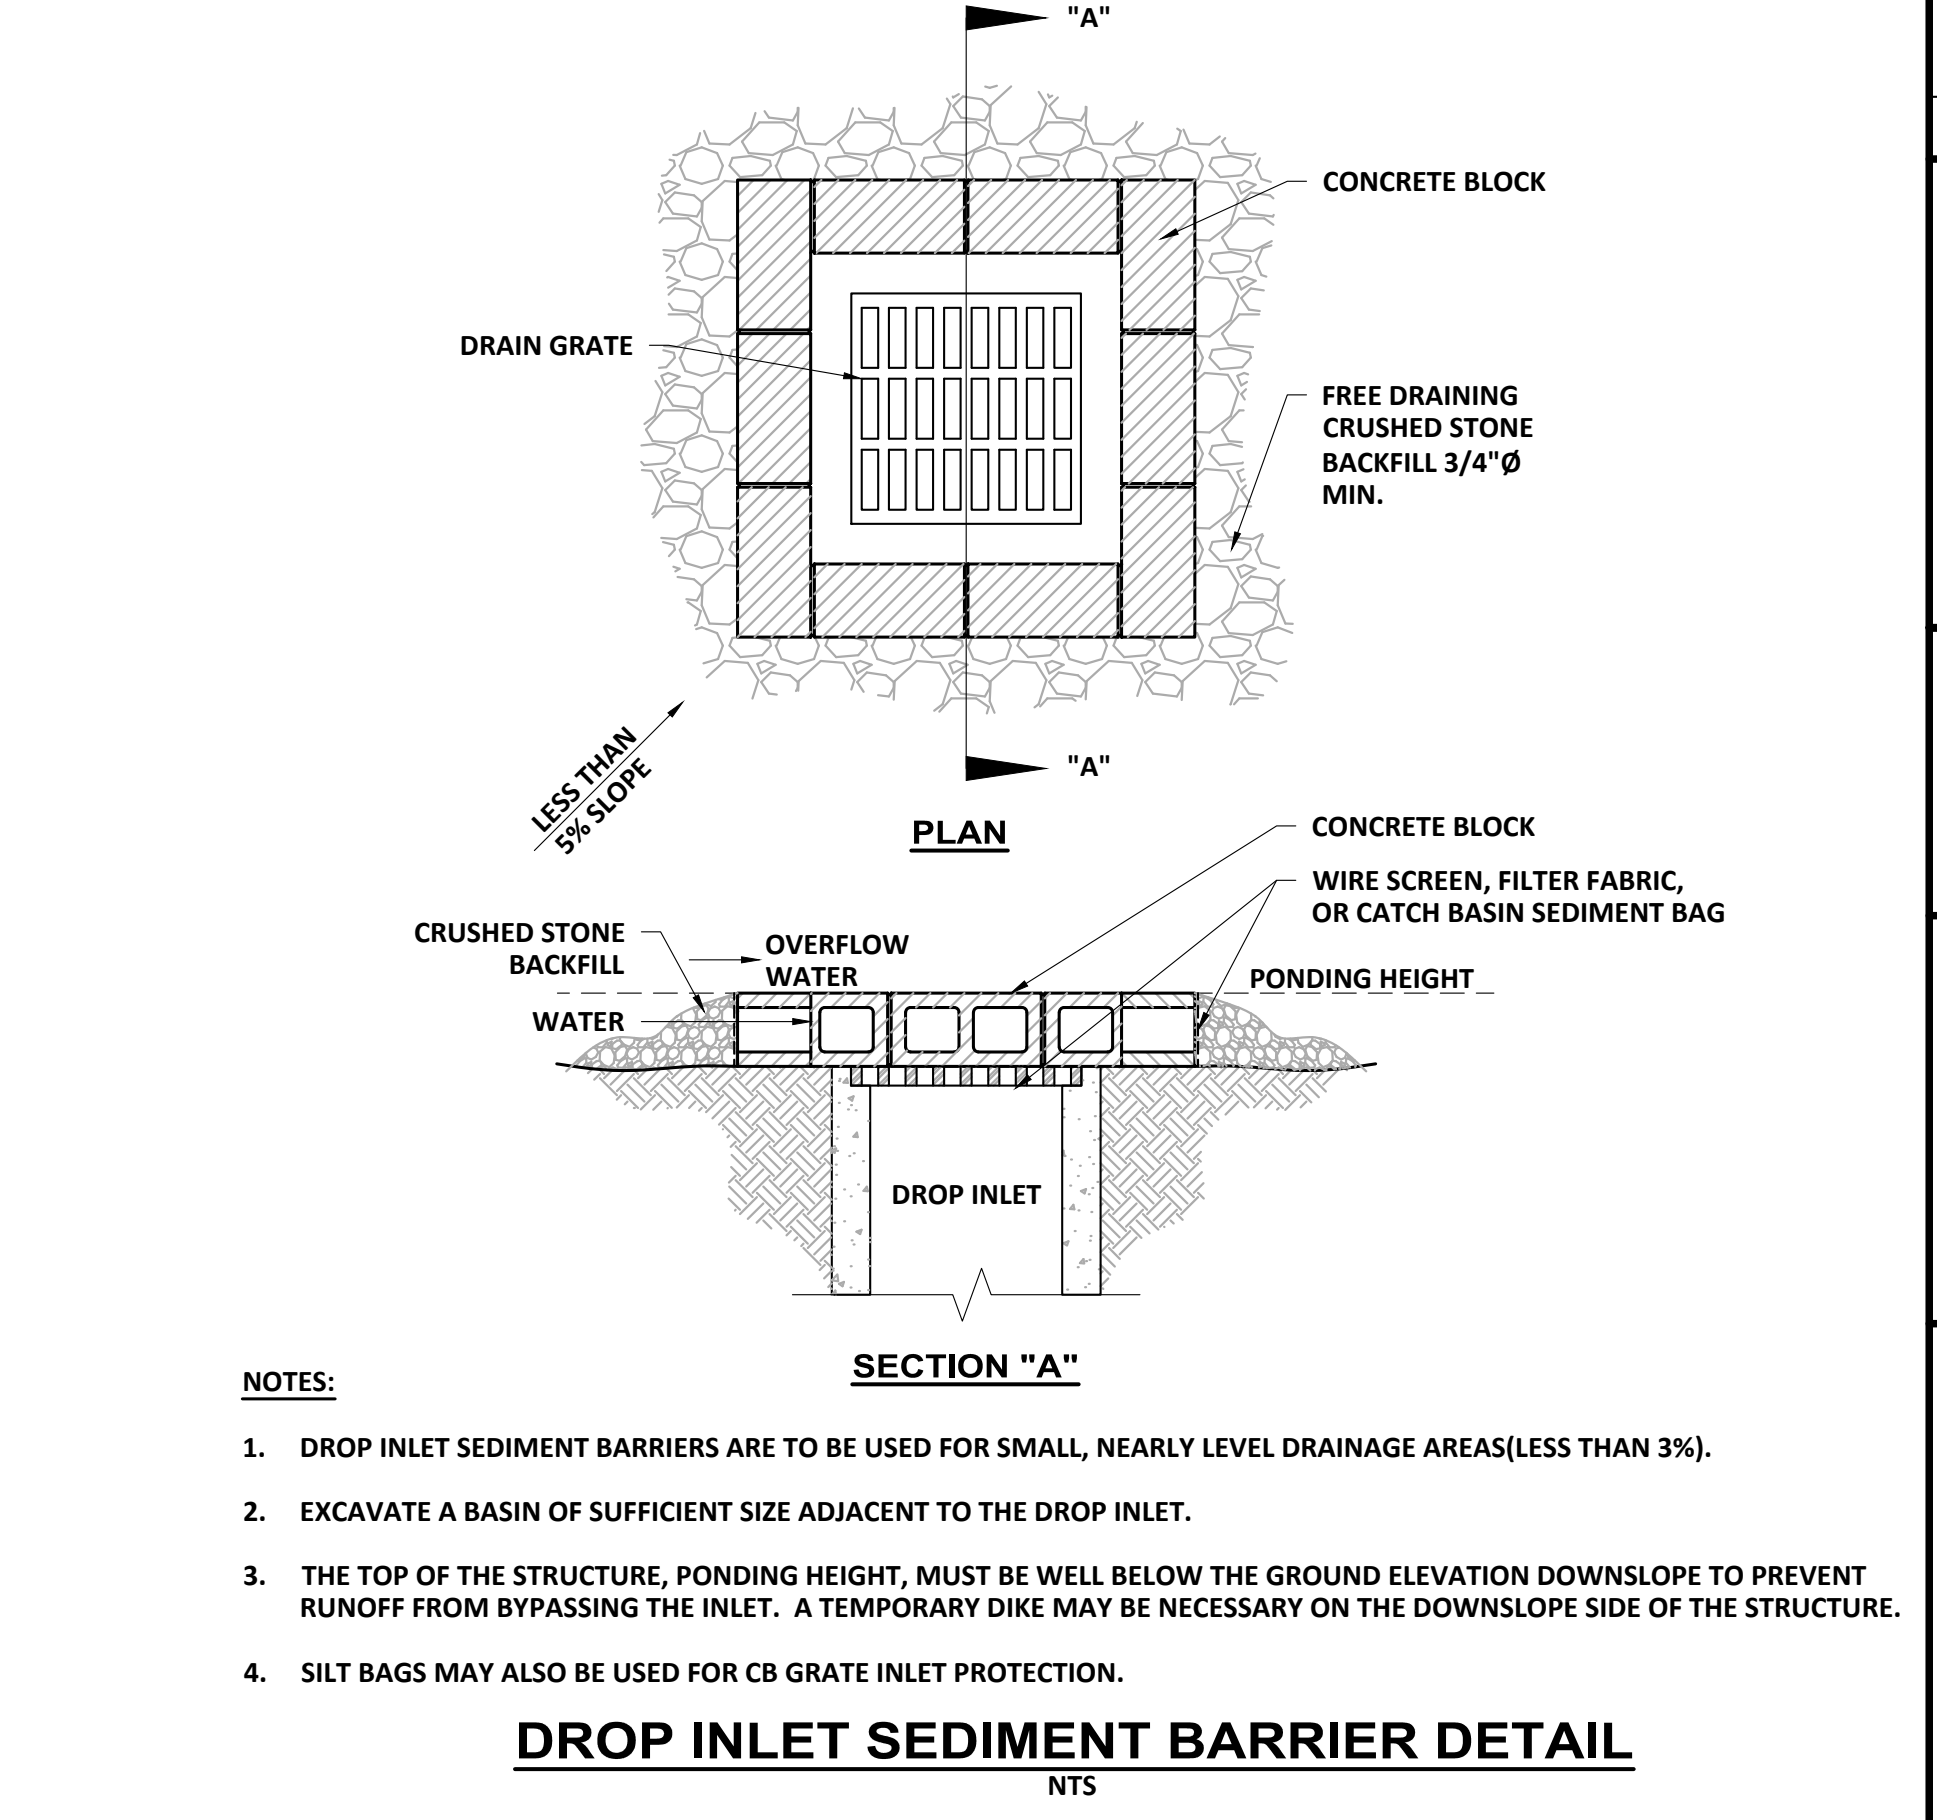 "A"
CONCRETE BLOCK
DRAIN GRATE
FREE DRAINING
CRUSHED STONE
BACKFILL 3/4"Ø
MIN.
LESS THAN
5% SLOPE
"A"
PLAN
CONCRETE BLOCK
WIRE SCREEN, FILTER FABRIC,
OR CATCH BASIN SEDIMENT BAG
CRUSHED STONE
BACKFILL
OVERFLOW
WATER
PONDING HEIGHT
WATER
DROP INLET
SECTION "A"
NOTES:
1. DROP INLET SEDIMENT BARRIERS ARE TO BE USED FOR SMALL, NEARLY LEVEL DRAINAGE AREAS(LESS THAN 3%).
2. EXCAVATE A BASIN OF SUFFICIENT SIZE ADJACENT TO THE DROP INLET.
3. THE TOP OF THE STRUCTURE, PONDING HEIGHT, MUST BE WELL BELOW THE GROUND ELEVATION DOWNSLOPE TO PREVENT
RUNOFF FROM BYPASSING THE INLET. A TEMPORARY DIKE MAY BE NECESSARY ON THE DOWNSLOPE SIDE OF THE STRUCTURE.
4. SILT BAGS MAY ALSO BE USED FOR CB GRATE INLET PROTECTION.
DROP INLET SEDIMENT BARRIER DETAIL
NTS